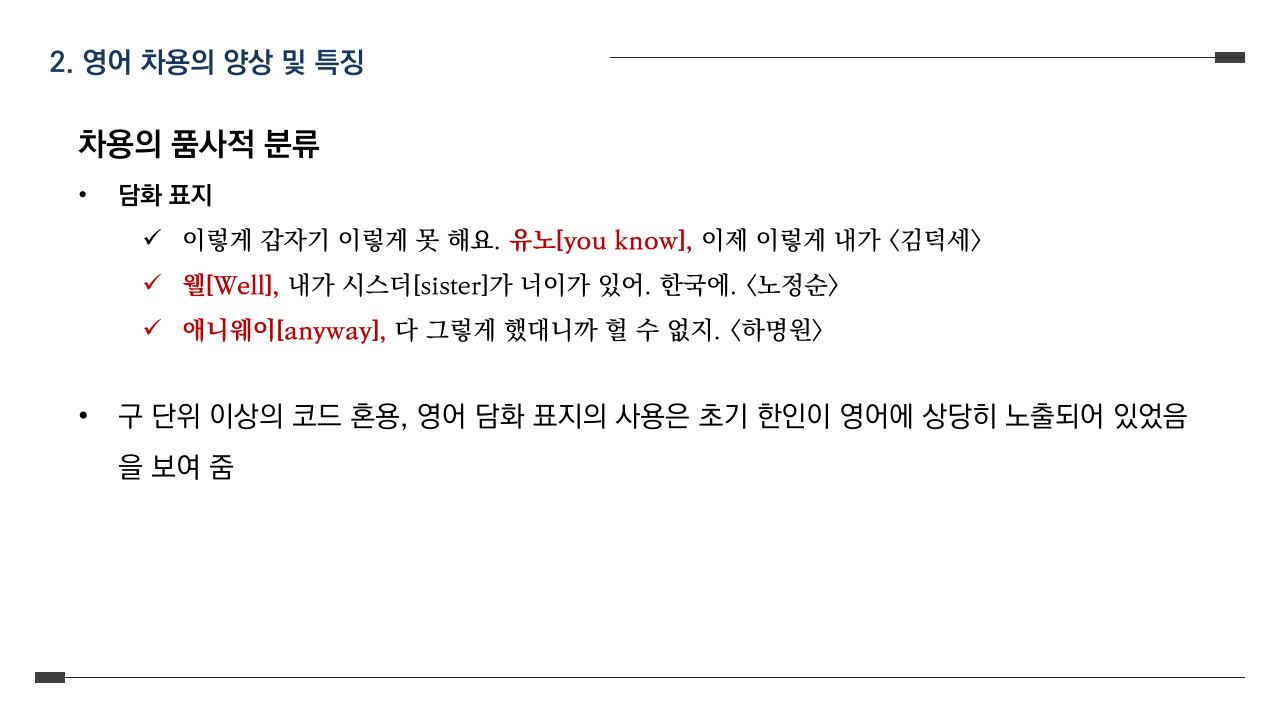 2. 영어 차용의 양상 및 특징
차용의 품사적 분류
• 담화 표지
✓ 이렇게 갑자기 이렇게 못 해요. 유노[you know], 이제 이렇게 내가 〈김덕세〉
✓ 웰[Well], 내가 시스더[sister]가 너이가 있어. 한국에. 〈노정순〉
✓ 애니웨이[anyway], 다 그렇게 했대니까 헐 수 없지. 〈하명원〉
• 구 단위 이상의 코드 혼용, 영어 담화 표지의 사용은 초기 한인이 영어에 상당히 노출되어 있었음
을 보여 줌